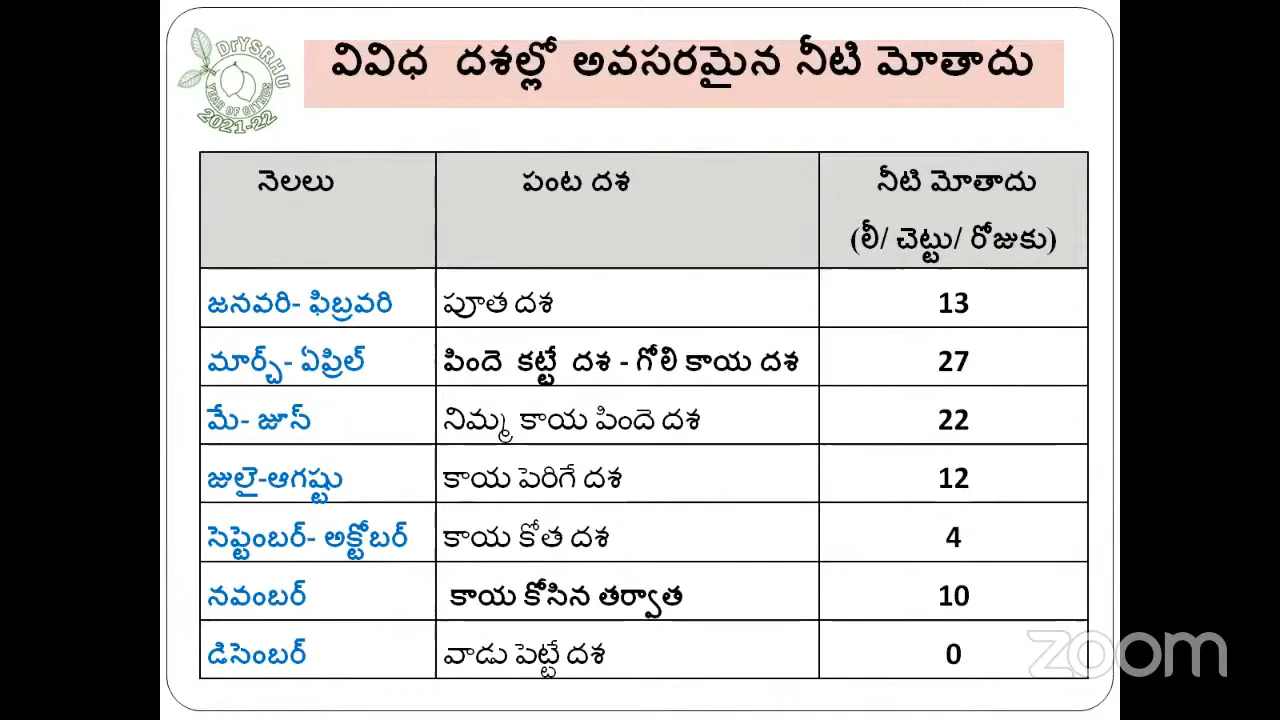 DrYSRHU
YEAR OF CITRUS
2021-22
వివిధ దశల్లో అవసరమైన నీటి మోతాదు
నెలలు పంట దశ నీటి మోతాదు
(లీ/ చెట్టు/ రోజుకు)
జనవరి- ఫిబ్రవరి పూత దశ 13
మార్చ్- ఏప్రిల్ పిందె కట్టే దశ - గోలి కాయ దశ 27
మే- జూన్ నిమ్మ కాయ పిందె దశ 22
జులై-ఆగష్టు కాయ పెరిగే దశ 12
సెప్టెంబర్- అక్టోబర్ కాయ కోత దశ 4
నవంబర్ కాయ కోసిన తర్వాత 10
డిసెంబర్ వాడు పెట్టే దశ 0
zoom